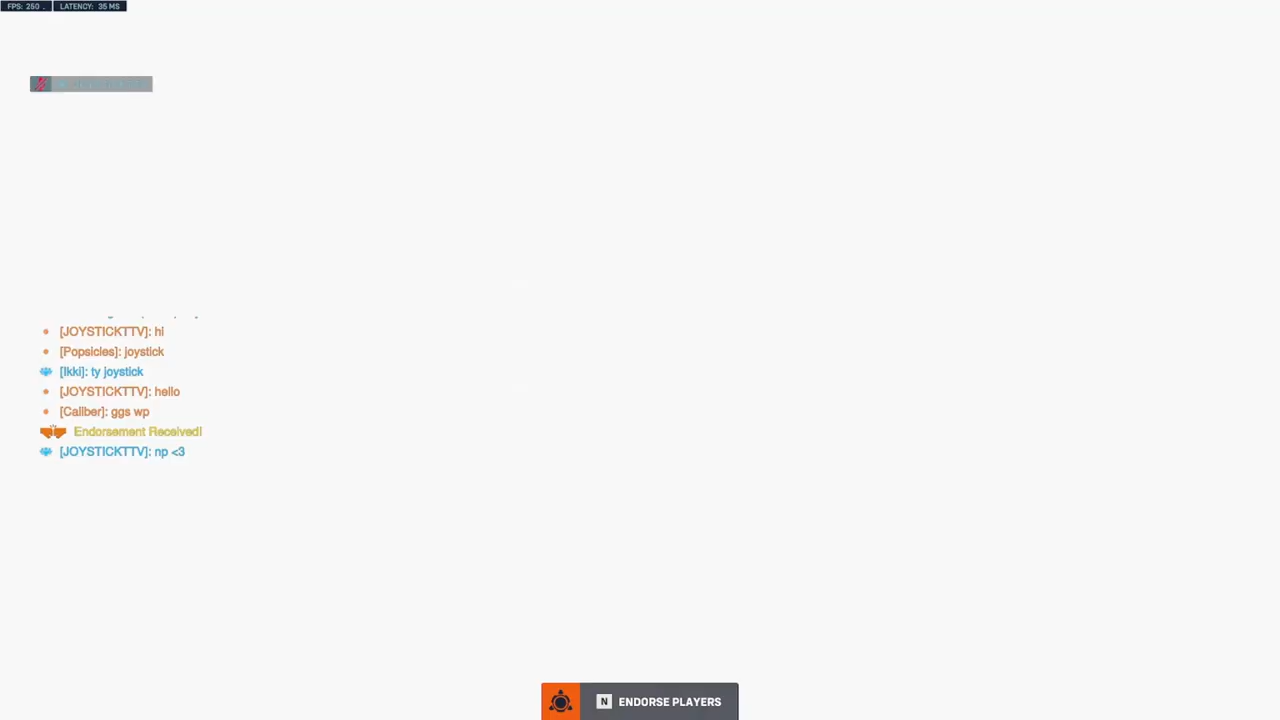 FPS: 250
LATENCY: 35 MS
[JOYSTICKTTV]: hi
[Popsicles]: joystick
[Ikki]: ty joystick
[JOYSTICKTTV]: hello
[Caliber]: ggs wp
Endorsement Received!
[JOYSTICKTTV]: np <3
N ENDORSE PLAYERS